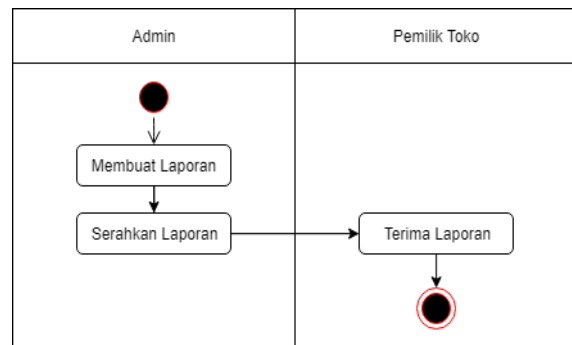 Admin
Pemilik Toko
Membuat Laporan
Serahkan Laporan
Terima Laporan